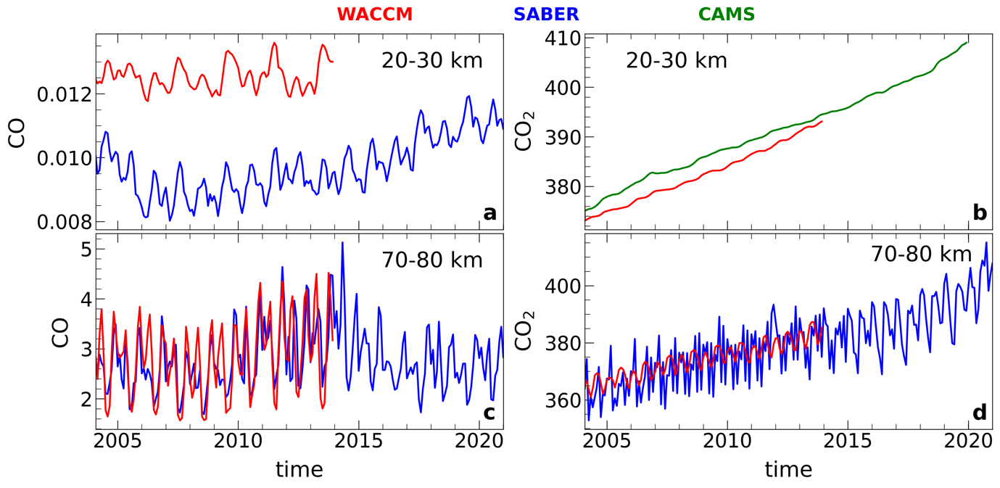 WACCM SABER CAMS
20-30 km
CO
0.012
0.010
0.008
a
20-30 km
CO₂
410
400
390
380
b
70-80 km
CO
5
4
3
2
c
2005 2010 2015 2020
time
70-80 km
CO₂
400
380
360
d
2005 2010 2015 2020
time